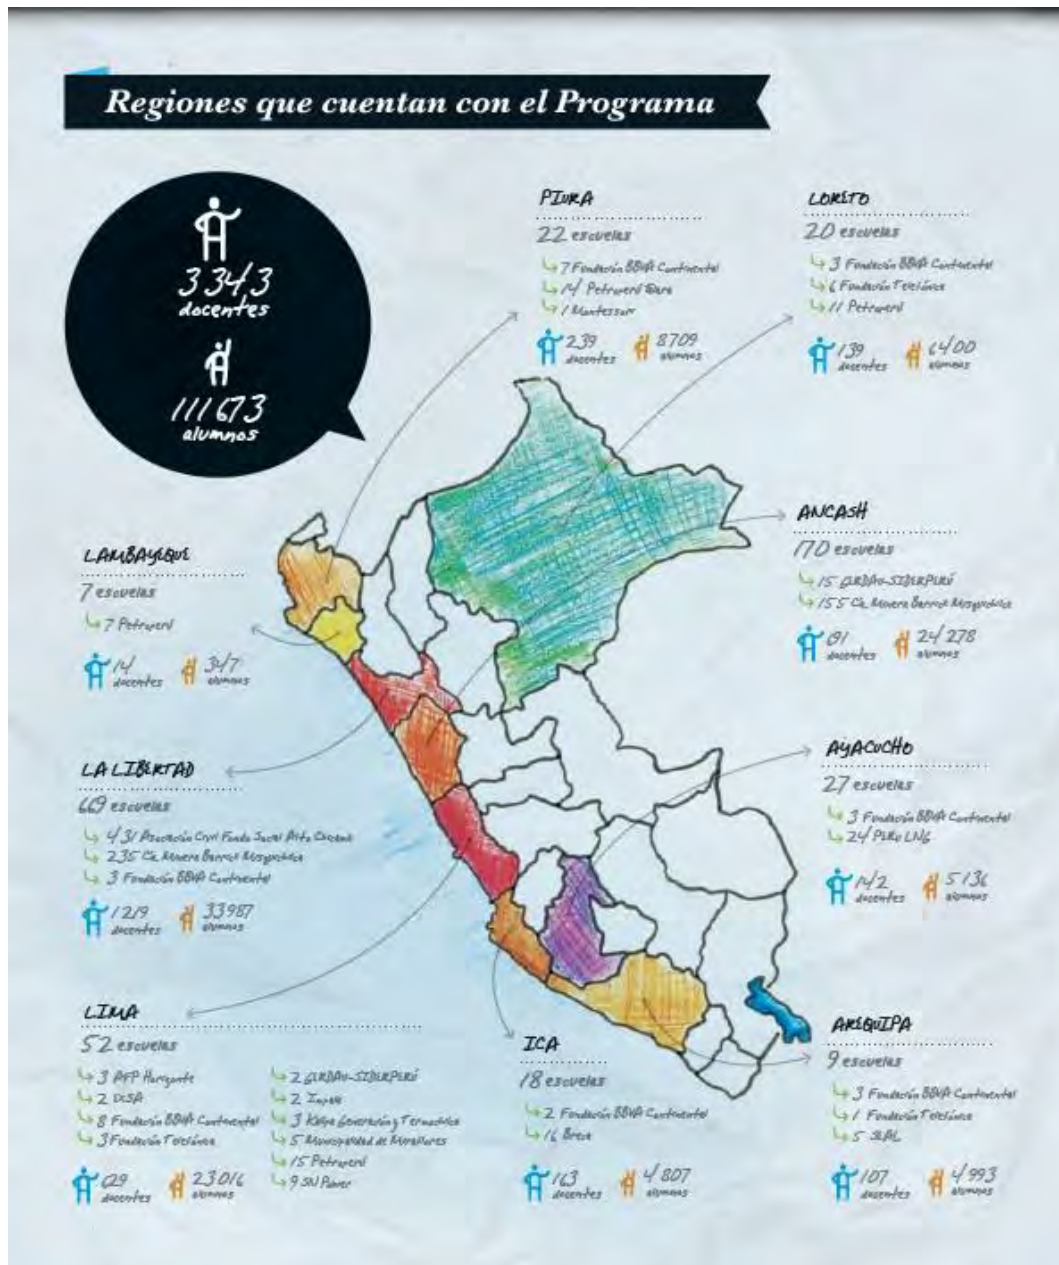 Regiones que cuentan con el Programa
3343
docentes
111673
alumnos
PIURA
22 escuelas
7 Fundación BBVA Continental
14 Petroperú
1 Montessori
239 docentes
8709 alumnos
LORETO
20 escuelas
3 Fundación BBVA Continental
6 Fundación Telefónica
11 Petroperú
139 docentes
6400 alumnos
LAMBAYEQUE
7 escuelas
7 Petroperú
14 docentes
347 alumnos
ANCASH
170 escuelas
15 GERDAU-SIDERPERÚ
155 Cía. Minera Barrick Misquichilca
691 docentes
24278 alumnos
LA LIBERTAD
669 escuelas
431 Asociación Civil Fondo Social Alto Chicama
235 Cía. Minera Barrick Misquichilca
3 Fundación BBVA Continental
1219 docentes
33987 alumnos
AYACUCHO
27 escuelas
3 Fundación BBVA Continental
24 PERU LNG
142 docentes
5136 alumnos
LIMA
52 escuelas
3 AFP Horizonte
2 DISA
8 Fundación BBVA Continental
3 Fundación Telefónica
2 GERDAU-SIDERPERÚ
2
3 Kallpa Generación y Termochilca
5 Municipalidad de Miraflores
15 Petroperú
9 SN Power
629 docentes
23016 alumnos
ICA
18 escuelas
2 Fundación BBVA Continental
16 Breca
163 docentes
4807 alumnos
AREQUIPA
9 escuelas
3 Fundación BBVA Continental
1 Fundación Telefónica
5 SEAL
107 docentes
4993 alumnos